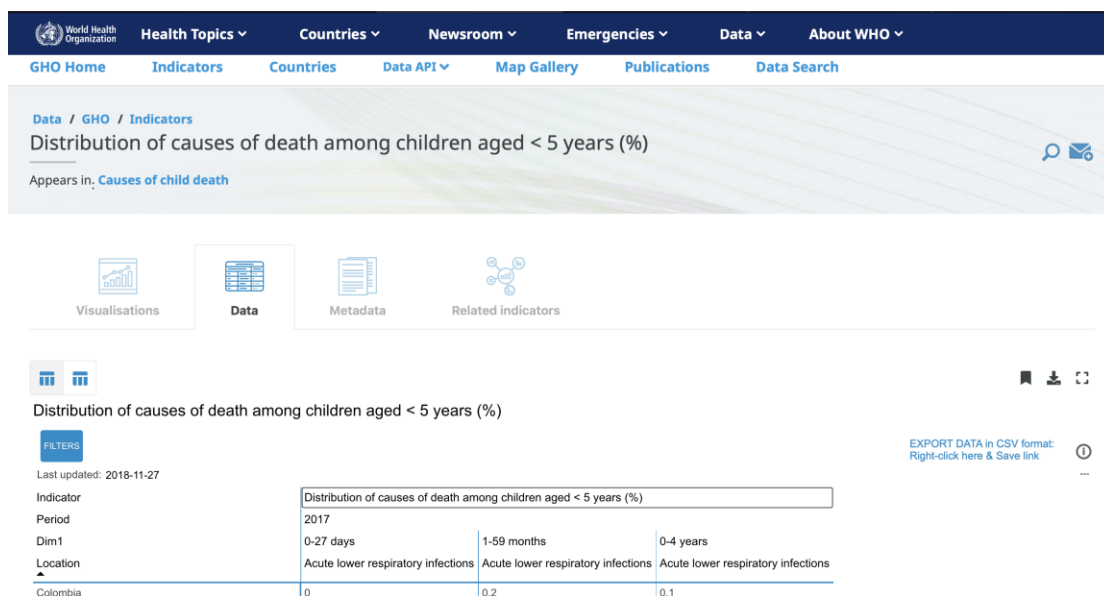 World Health Organization Health Topics Countries Newsroom Emergencies Data About WHO
GHO Home Indicators Countries Data API Map Gallery Publications Data Search
Data / GHO / Indicators
Distribution of causes of death among children aged < 5 years (%)
Appears in: Causes of child death
Visualisations Data Metadata Related indicators
Distribution of causes of death among children aged < 5 years (%)
FILTERS
EXPORT DATA in CSV format:
Right-click here & Save link
Last updated: 2018-11-27
...
Indicator Distribution of causes of death among children aged < 5 years (%)
Period 2017
Dim1 0-27 days 1-59 months 0-4 years
Location Acute lower respiratory infections Acute lower respiratory infections Acute lower respiratory infections
Colombia 0 0.2 0.1